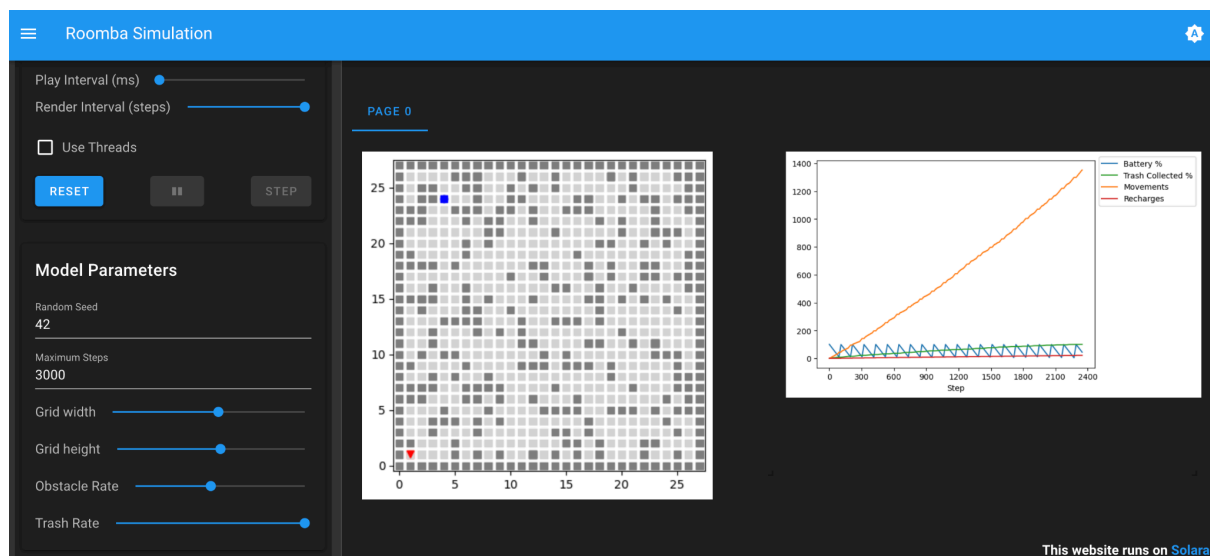 Roomba Simulation
A
Play Interval (ms)
Render Interval (steps)
Use Threads
RESET
STEP
Model Parameters
Random Seed
42
Maximum Steps
3000
Grid width
Grid height
Obstacle Rate
Trash Rate
PAGE 0
25
20
15
10
5
0
0 5 10 15 20 25
1400
1200
1000
800
600
400
200
0
0 300 600 900 1200 1500 1800 2100 2400
Step
Battery %
Trash Collected %
Movements
Recharges
This website runs on Solara